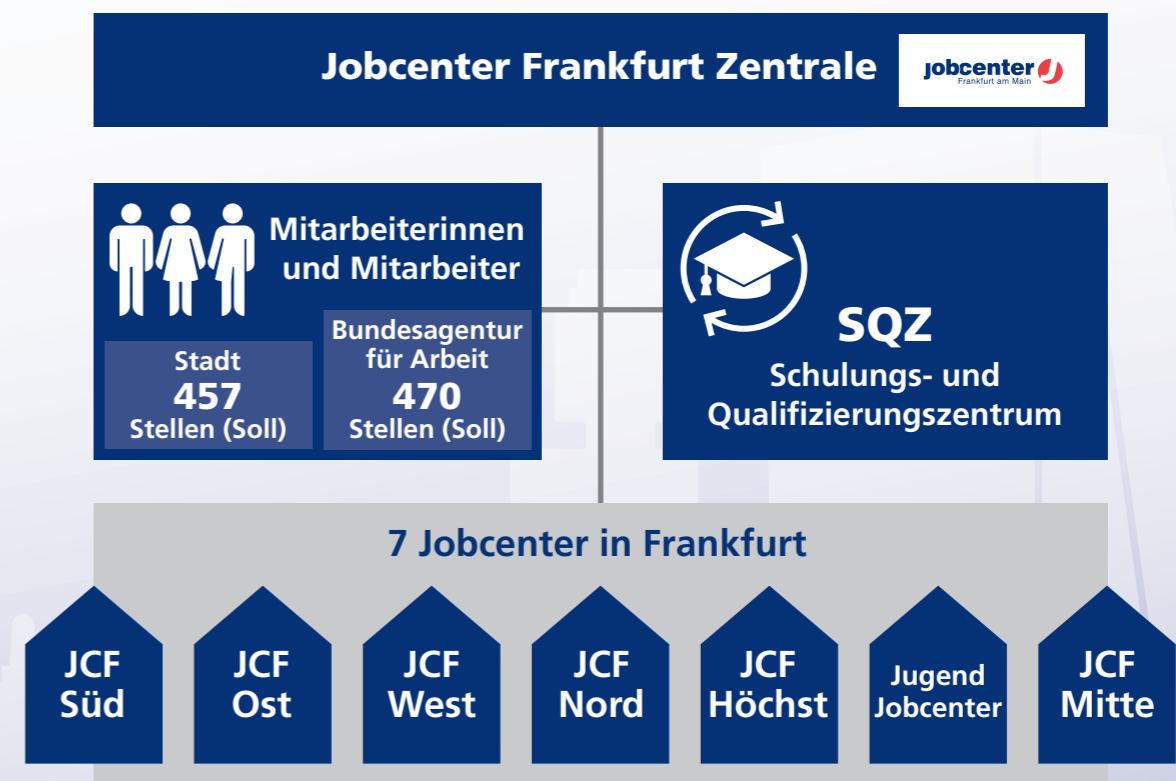 Jobcenter Frankfurt Zentrale
jobcenter
Frankfurt am Main
Mitarbeiterinnen
und Mitarbeiter
Stadt
457
Stellen (Soll)
Bundesagentur
für Arbeit
470
Stellen (Soll)
SQZ
Schulungs- und
Qualifizierungszentrum
7 Jobcenter in Frankfurt
JCF
Süd
JCF
Ost
JCF
West
JCF
Nord
JCF
Höchst
Jugend
Jobcenter
JCF
Mitte